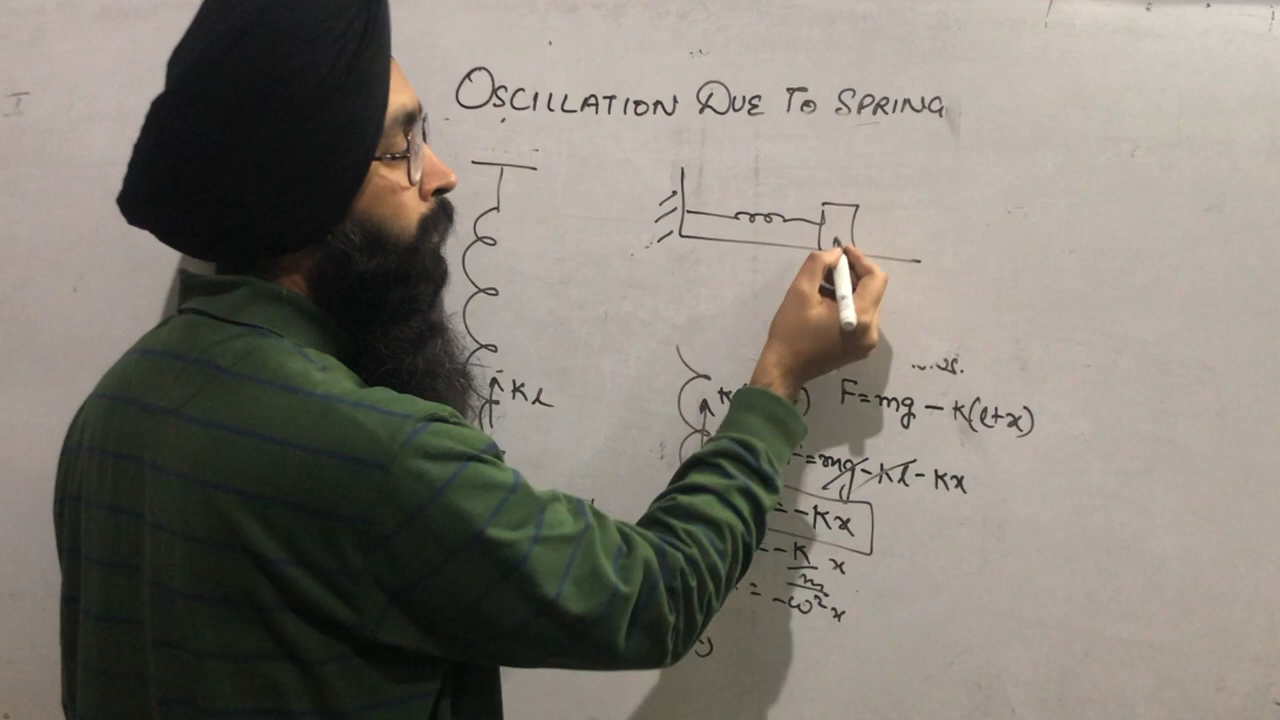 OSCILLATION DUE TO SPRING
Kl
K
F=mg-K(l+x)
=mg-Kl-Kx
=-Kx
=-K/m x
=-ω²x